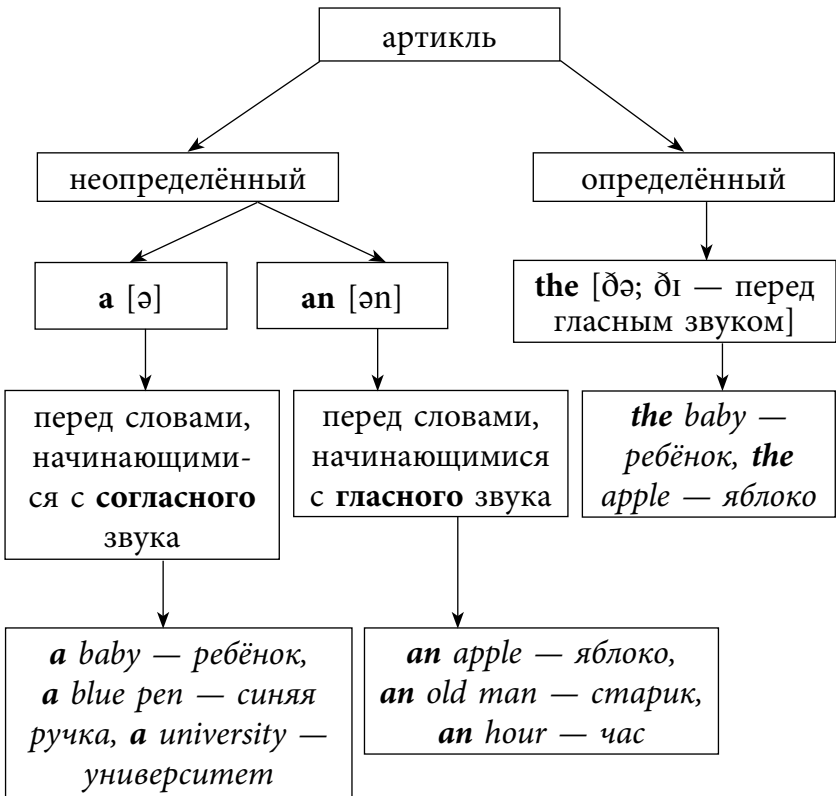 артикль
неопределённый
определённый
a [ə]
an [ən]
the [ðə; ðɪ — перед
гласным звуком]
перед словами,
начинающими-
ся с согласного
звука
перед словами,
начинающимися
с гласного звука
the baby —
ребёнок, the
apple — яблоко
a baby — ребёнок,
a blue pen — синяя
ручка, a university —
университет
an apple — яблоко,
an old man — старик,
an hour — час